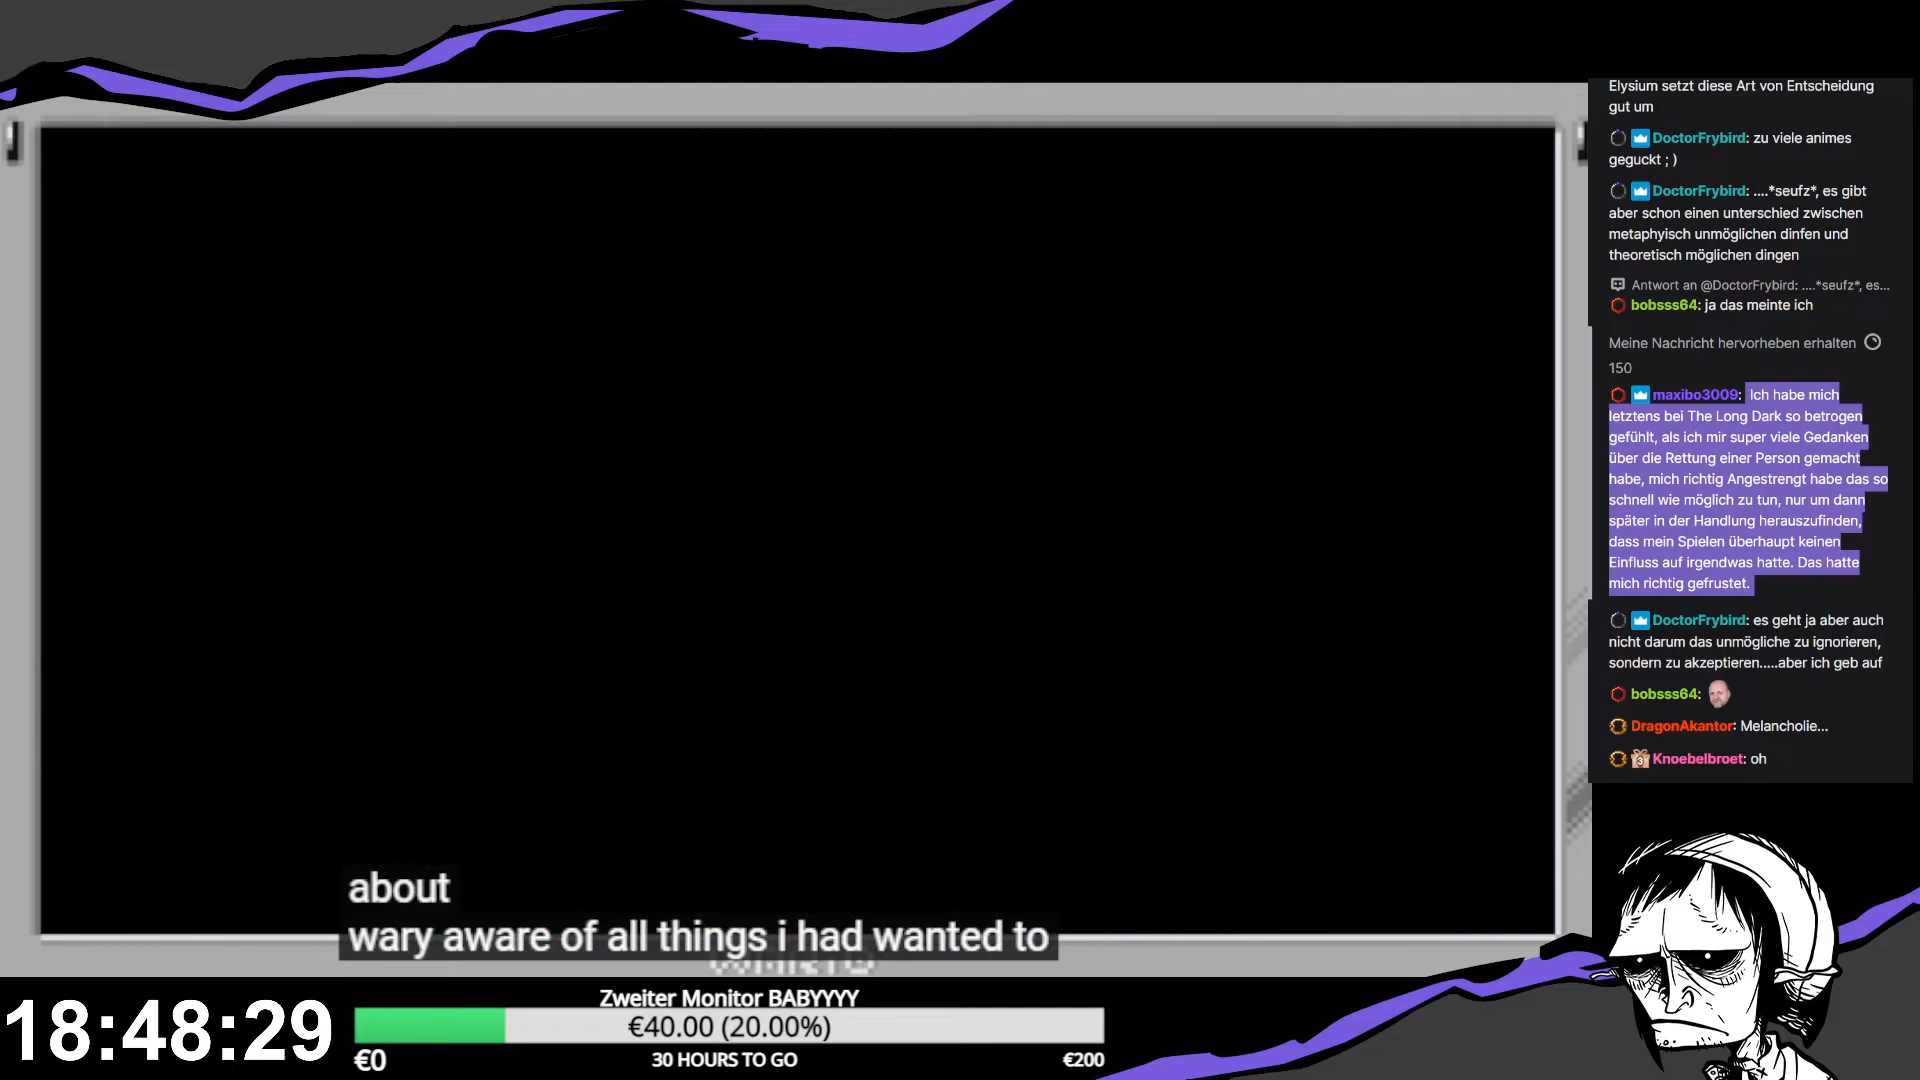 Elysium setzt diese Art von Entscheidung
gut um
DoctorFrybird: zu viele animes
geguckt ; )
DoctorFrybird: ....*seufz*, es gibt
aber schon einen unterschied zwischen
metaphyisch unmöglichen dinfen und
theoretisch möglichen dingen
Antwort an @DoctorFrybird: ....*seufz*, es...
bobsss64: ja das meinte ich
Meine Nachricht hervorheben erhalten
150
maxibo3009: Ich habe mich
letztens bei The Long Dark so betrogen
gefühlt, als ich mir super viele Gedanken
über die Rettung einer Person gemacht
habe, mich richtig Angestrengt habe das so
schnell wie möglich zu tun, nur um dann
später in der Handlung herauszufinden,
dass mein Spielen überhaupt keinen
Einfluss auf irgendwas hatte. Das hatte
mich richtig gefrustet.
DoctorFrybird: es geht ja aber auch
nicht darum das unmögliche zu ignorieren,
sondern zu akzeptieren.....aber ich geb auf
bobsss64:
DragonAkantor: Melancholie...
3 Knoebelbroet: oh
about
wary aware of all things i had wanted to
18:48:29
Zweiter Monitor BABYYYY
€40.00 (20.00%)
€0
30 HOURS TO GO
€200